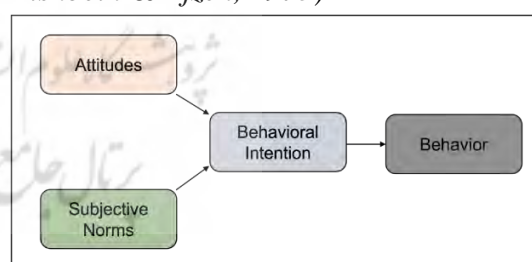 Attitudes
Behavioral
Intention
Behavior
Subjective
Norms